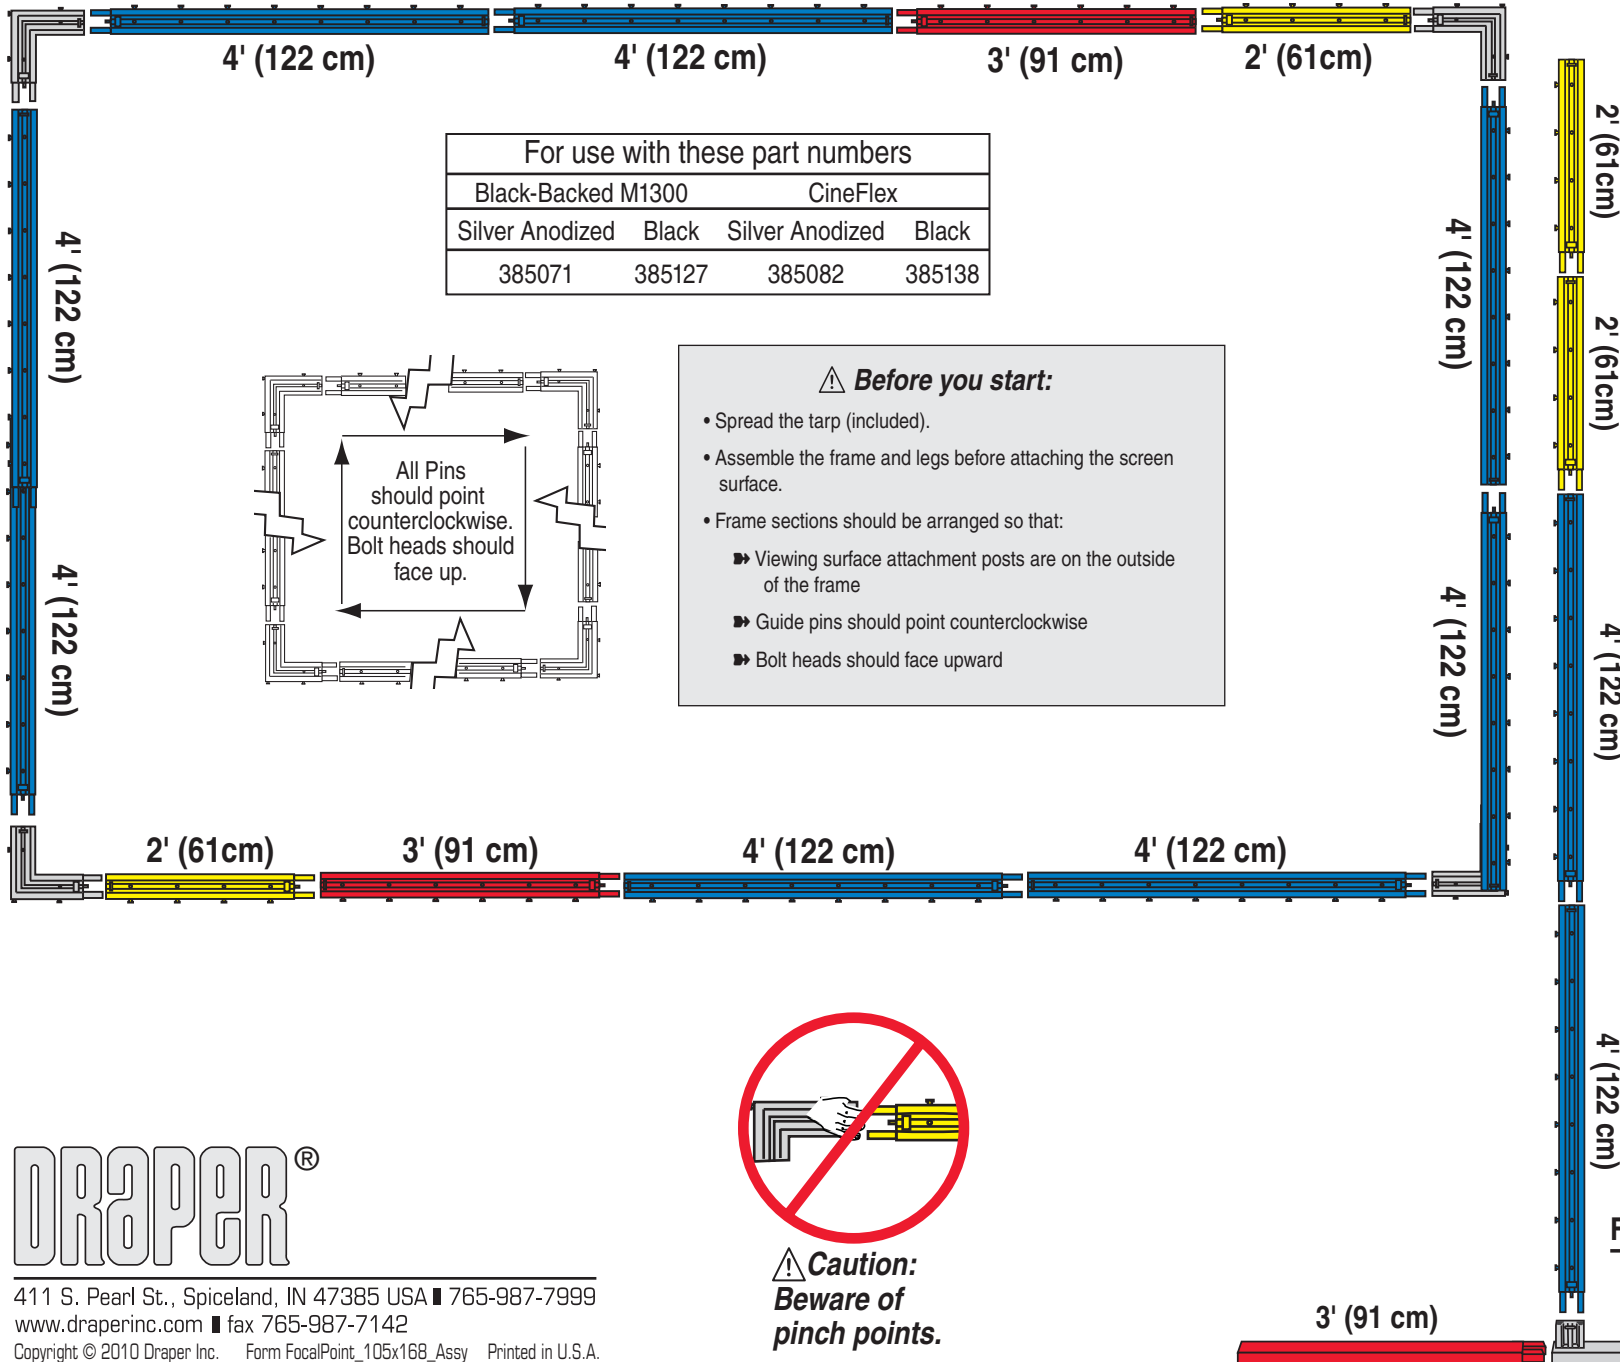 4' (122 cm)
4' (122 cm)
3' (91 cm)
2' (61cm)
For use with these part numbers
Black-Backed M1300 CineFlex
Silver Anodized Black Silver Anodized Black
385071 385127 385082 385138
4' (122 cm)
4' (122 cm)
4' (122 cm)
4' (122 cm)
2' (61cm)
2' (61cm)
4' (122 cm)
4' (122 cm)
All Pins
should point
counterclockwise.
Bolt heads should
face up.
⚠ Before you start:
• Spread the tarp (included).
• Assemble the frame and legs before attaching the screen
surface.
• Frame sections should be arranged so that:
➽ Viewing surface attachment posts are on the outside
of the frame
➽ Guide pins should point counterclockwise
➽ Bolt heads should face upward
2' (61cm)
3' (91 cm)
4' (122 cm)
4' (122 cm)
DRAPER®
411 S. Pearl St., Spiceland, IN 47385 USA ▮ 765-987-7999
www.draperinc.com ▮ fax 765-987-7142
Copyright © 2010 Draper Inc. Form FocalPoint_105x168_Assy Printed in U.S.A.
⚠ Caution:
Beware of
pinch points.
3' (91 cm)